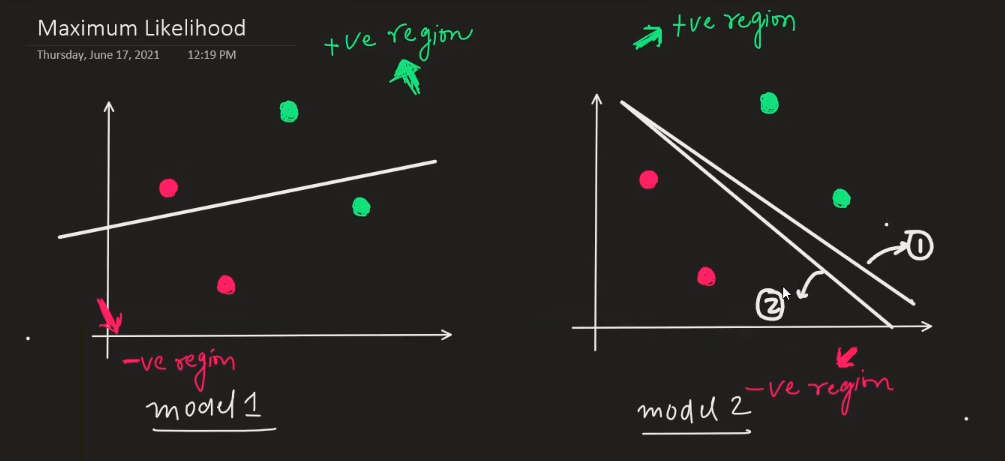 Maximum Likelihood
Thursday, June 17, 2021 12:19 PM
+ve region
+ve region
1
2
-ve region
-ve region
model 1
model 2